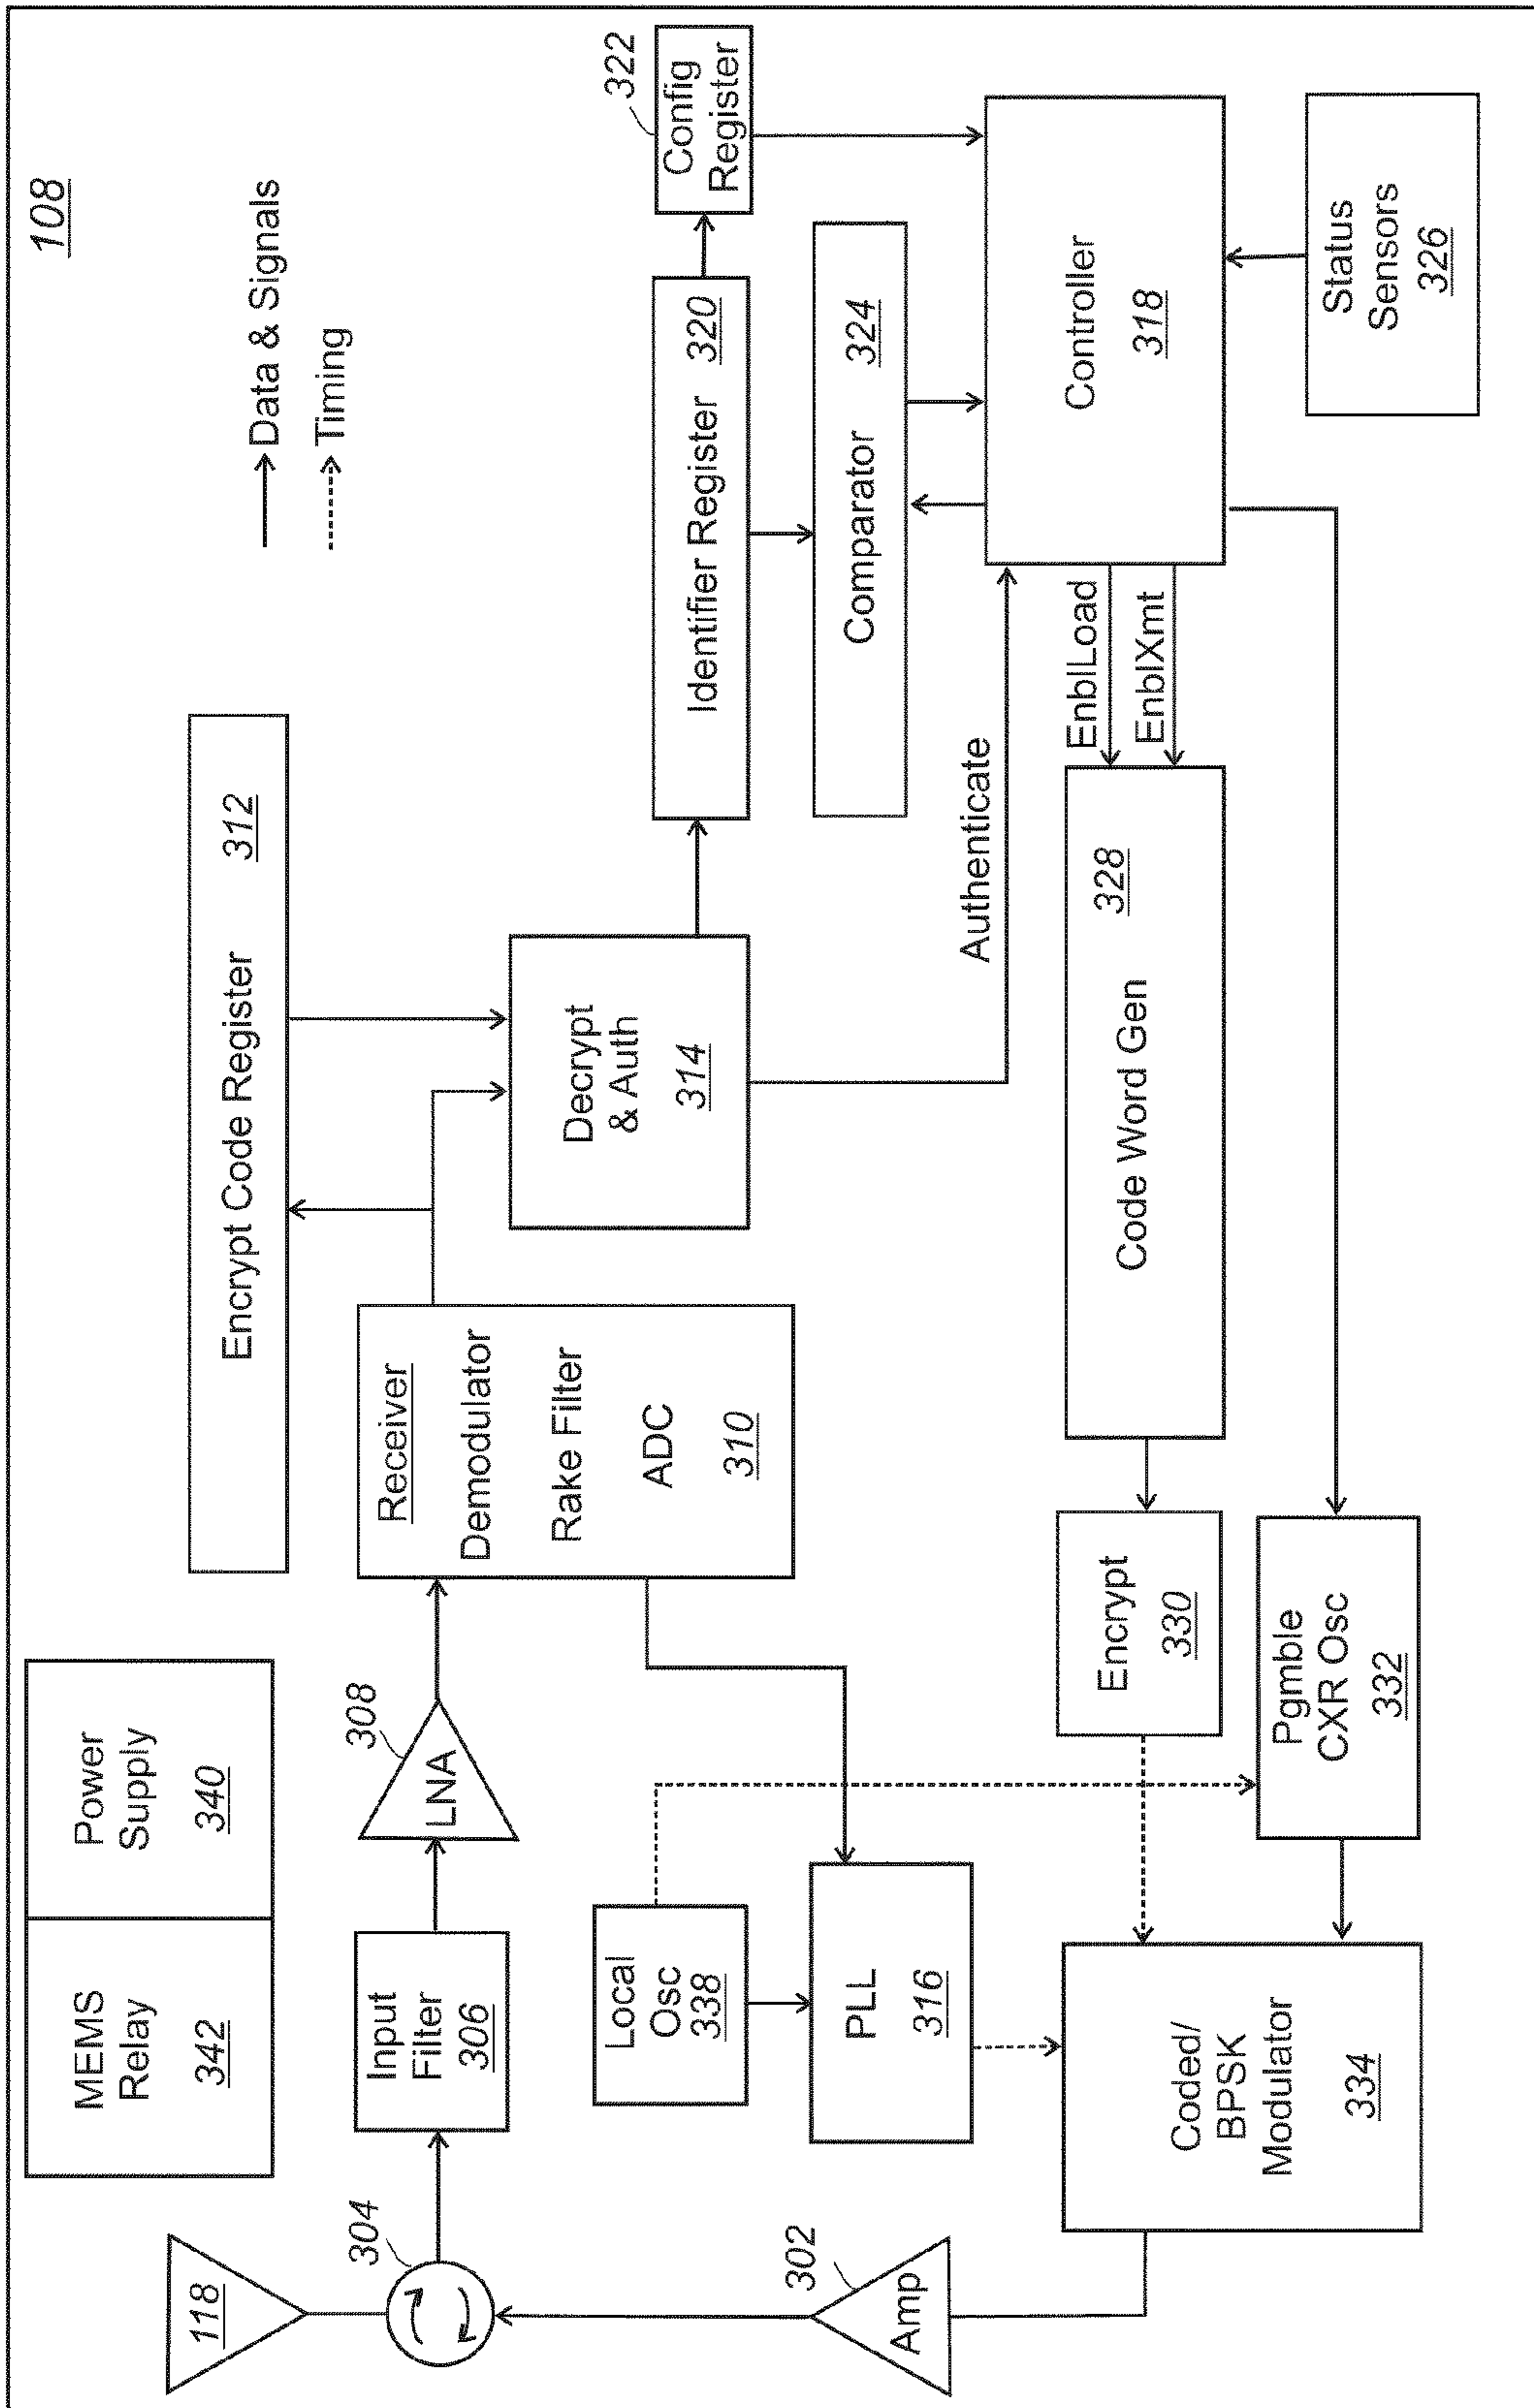 108
Data & Signals
Timing
118
304
302
Amp
MEMS
Relay
342
Power
Supply
340
Input
Filter
306
308
LNA
Receiver
Demodulator
Rake Filter
ADC
310
Encrypt Code Register 312
Decrypt
& Auth
314
Identifier Register 320
322
Config
Register
Comparator 324
Authenticate
Controller
318
Status
Sensors
326
EnblLoad
EnblXmt
Code Word Gen 328
Encrypt
330
Pgmble
CXR Osc
332
Local
Osc
338
PLL
316
Coded/
BPSK
Modulator
334